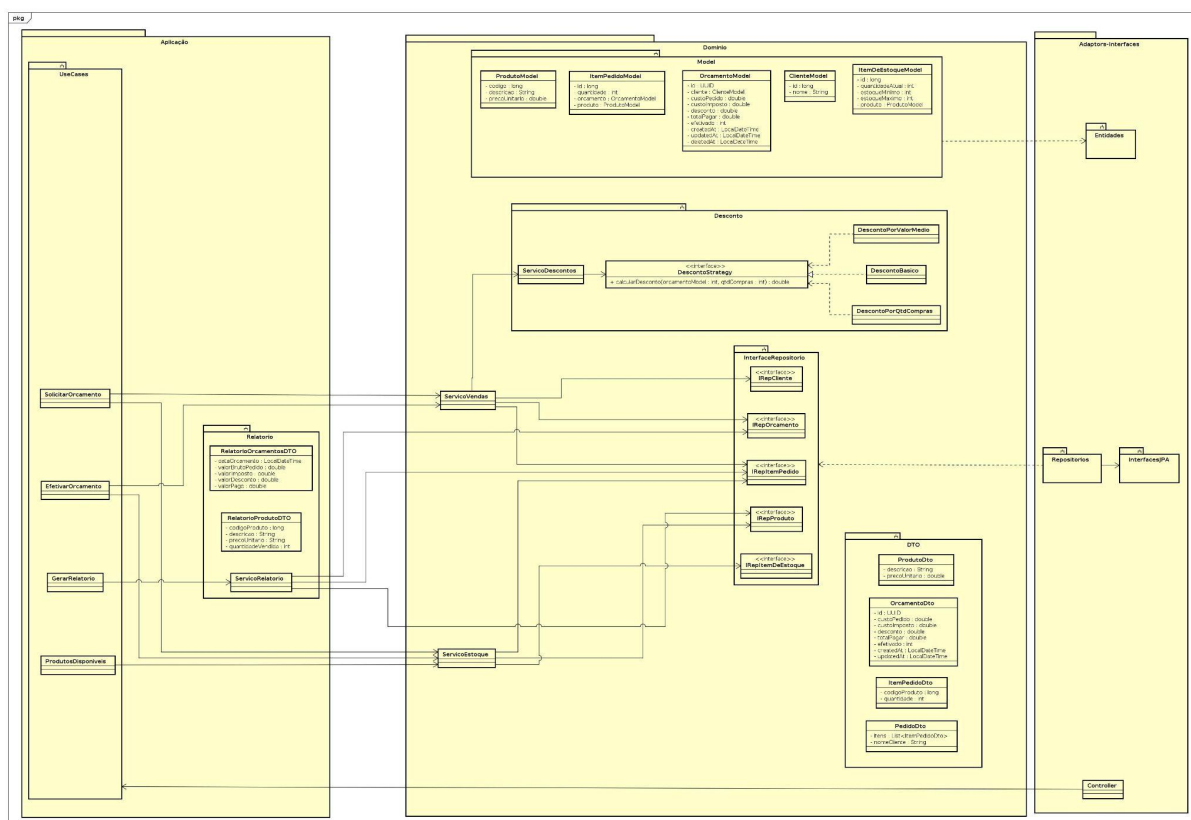 pkg
Aplicação
UseCases
SolicitarOrcamento
EfetivarOrcamento
GerarRelatorio
ProdutosDisponiveis
Relatorio
RelatorioOrcamentosDTO
- dataOrcamento : LocalDateTime
- valorBrutoPedido : double
- valorImposto : double
- valorDesconto : double
- valorPago : double
RelatorioProdutoDTO
- codigoProduto : long
- descricao : String
- precoUnitario : String
- quantidadeVendida : int
ServicoRelatorio
Dominio
Model
ProdutoModel
- codigo : long
- descricao : String
- precoUnitario : double
ItemPedidoModel
- id : long
- quantidade : int
- orcamento : OrcamentoModel
- produto : ProdutoModel
OrcamentoModel
- id : UUID
- cliente : ClienteModel
- custoPedido : double
- custoImposto : double
- desconto : double
- totalPagar : double
- efetivado : int
- createdAt : LocalDateTime
- updatedAt : LocalDateTime
- deletedAt : LocalDateTime
ClienteModel
- id : long
- nome : String
ItemDeEstoqueModel
- id : long
- quantidadeAtual : int
- estoqueMinimo : int
- estoqueMaximo : int
- produto : ProdutoModel
Desconto
ServicoDescontos
<<interface>>
DescontoStrategy
+ calcularDesconto(orcamentoModel : int, qtdCompras : int) : double
DescontoPorValorMedio
DescontoBasico
DescontoPorQtdCompras
ServicoVendas
ServicoEstoque
InterfaceRepositorio
<<interface>>
IRepCliente
<<interface>>
IRepOrcamento
<<interface>>
IRepItemPedido
<<interface>>
IRepProduto
<<interface>>
IRepItemDeEstoque
DTO
ProdutoDto
- descricao : String
- precoUnitario : double
OrcamentoDto
- id : UUID
- custoPedido : double
- custoImposto : double
- desconto : double
- totalPagar : double
- efetivado : int
- createdAt : LocalDateTime
- updatedAt : LocalDateTime
ItemPedidoDto
- codigoProduto : long
- quantidade : int
PedidoDto
- itens : List<ItemPedidoDto>
- nomeCliente : String
Adaptors-Interfaces
Entidades
Repositorios
InterfacesJPA
Controller